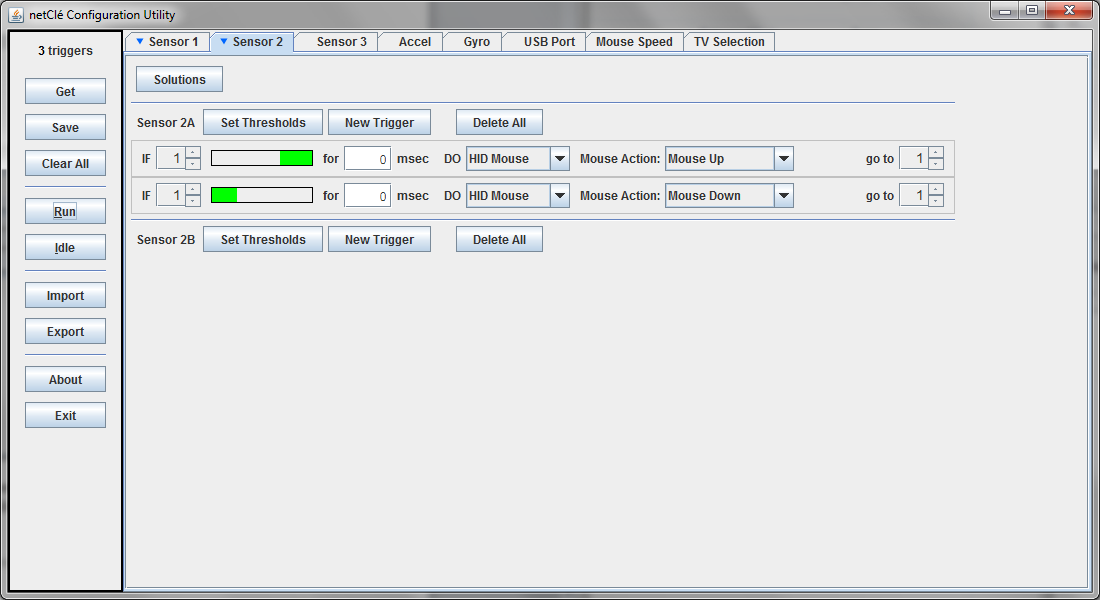 netClé Configuration Utility
3 triggers
Get
Save
Clear All
Run
Idle
Import
Export
About
Exit
Sensor 1 Sensor 2 Sensor 3 Accel Gyro USB Port Mouse Speed TV Selection
Solutions
Sensor 2A Set Thresholds New Trigger Delete All
IF 1 for 0 msec DO HID Mouse Mouse Action: Mouse Up go to 1
IF 1 for 0 msec DO HID Mouse Mouse Action: Mouse Down go to 1
Sensor 2B Set Thresholds New Trigger Delete All